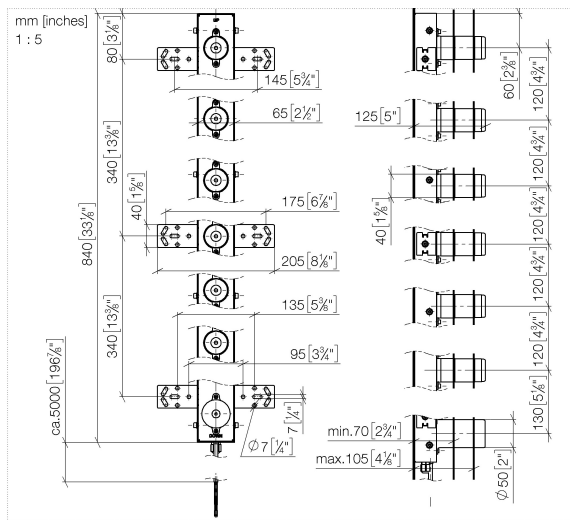 mm [inches]
1 : 5
80 [3⅛"]
340 [13⅜"]
840 [33⅛"]
40 [1⅝"]
340 [13⅜"]
ca.5000 [196⅞"]
145 [5¾"]
65 [2½"]
175 [6⅞"]
205 [8⅛"]
135 [5⅜"]
95 [3¾"]
7 [¼"]
Ø 7 [¼"]
DOWN
60 [2⅜"]
120 [4¾"]
125 [5"]
120 [4¾"]
40 [1⅝"]
120 [4¾"]
120 [4¾"]
120 [4¾"]
130 [5⅛"]
min.70 [2¾"]
max.105 [4⅛"]
Ø 50 [2"]